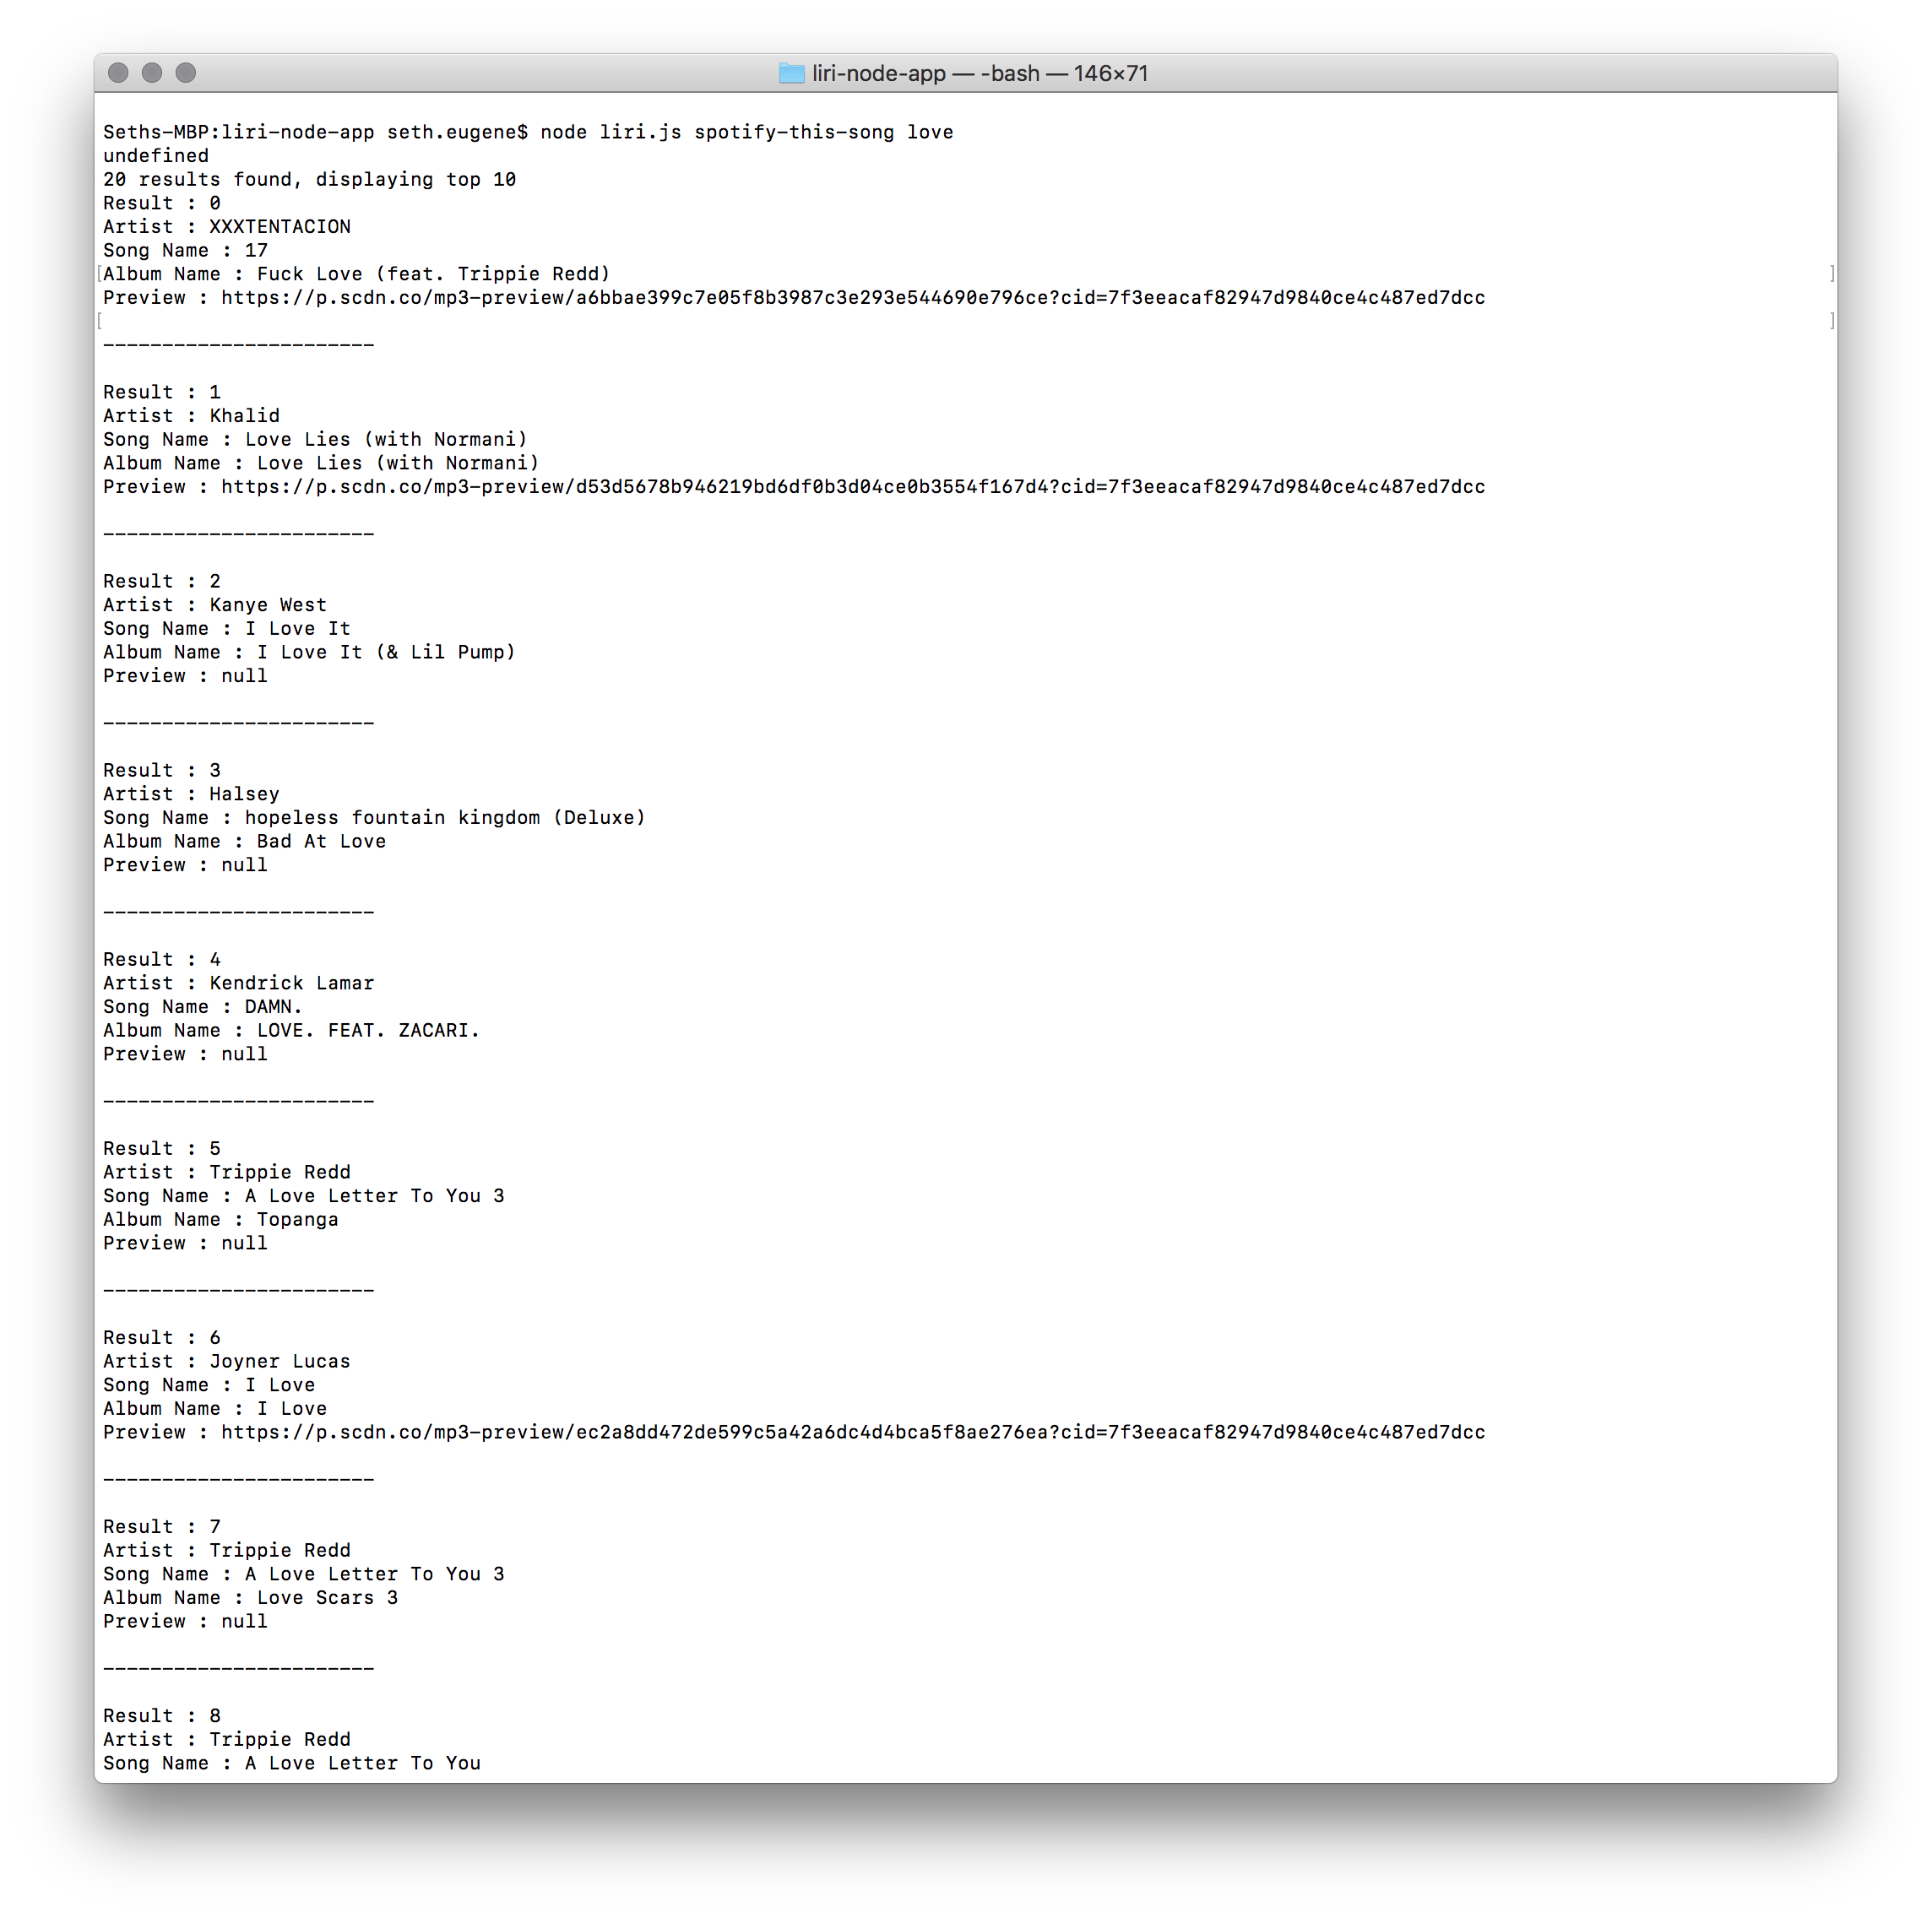 liri-node-app — -bash — 146×71
Seths-MBP:liri-node-app seth.eugene$ node liri.js spotify-this-song love
undefined
20 results found, displaying top 10
Result : 0
Artist : XXXTENTACION
Song Name : 17
[Album Name : Fuck Love (feat. Trippie Redd) ]
Preview : https://p.scdn.co/mp3-preview/a6bbae399c7e05f8b3987c3e293e544690e796ce?cid=7f3eeacaf82947d9840ce4c487ed7dcc
[ ]
-----------------------
Result : 1
Artist : Khalid
Song Name : Love Lies (with Normani)
Album Name : Love Lies (with Normani)
Preview : https://p.scdn.co/mp3-preview/d53d5678b946219bd6df0b3d04ce0b3554f167d4?cid=7f3eeacaf82947d9840ce4c487ed7dcc
-----------------------
Result : 2
Artist : Kanye West
Song Name : I Love It
Album Name : I Love It (& Lil Pump)
Preview : null
-----------------------
Result : 3
Artist : Halsey
Song Name : hopeless fountain kingdom (Deluxe)
Album Name : Bad At Love
Preview : null
-----------------------
Result : 4
Artist : Kendrick Lamar
Song Name : DAMN.
Album Name : LOVE. FEAT. ZACARI.
Preview : null
-----------------------
Result : 5
Artist : Trippie Redd
Song Name : A Love Letter To You 3
Album Name : Topanga
Preview : null
-----------------------
Result : 6
Artist : Joyner Lucas
Song Name : I Love
Album Name : I Love
Preview : https://p.scdn.co/mp3-preview/ec2a8dd472de599c5a42a6dc4d4bca5f8ae276ea?cid=7f3eeacaf82947d9840ce4c487ed7dcc
-----------------------
Result : 7
Artist : Trippie Redd
Song Name : A Love Letter To You 3
Album Name : Love Scars 3
Preview : null
-----------------------
Result : 8
Artist : Trippie Redd
Song Name : A Love Letter To You